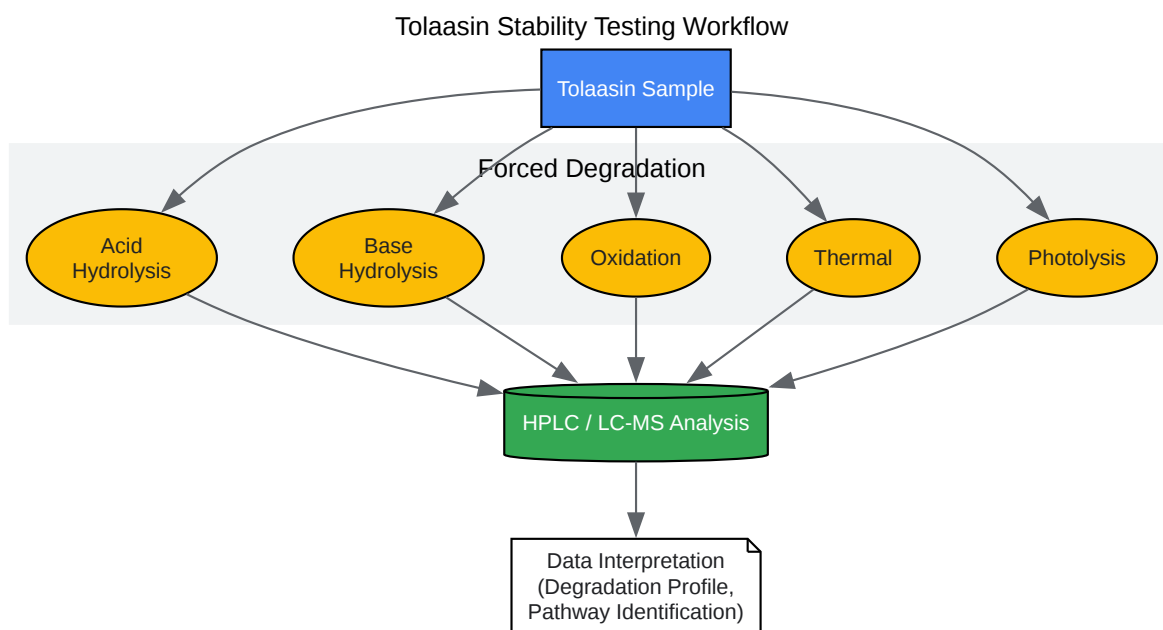 Tolaasin Stability Testing Workflow
Tolaasin Sample
Forced Degradation
Acid
Hydrolysis
Base
Hydrolysis
Oxidation
Thermal
Photolysis
HPLC / LC-MS Analysis
Data Interpretation
(Degradation Profile,
Pathway Identification)